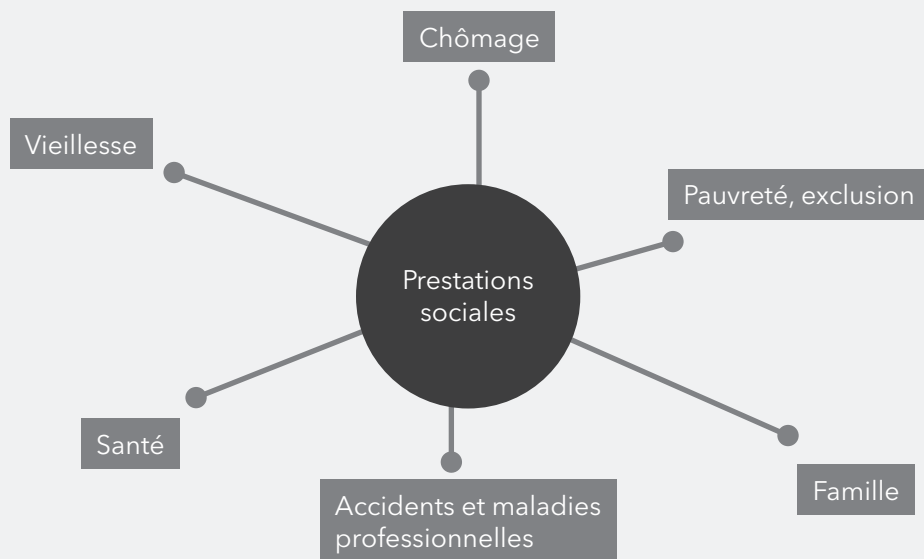 Chômage
Vieillesse
Pauvreté, exclusion
Prestations
sociales
Santé
Famille
Accidents et maladies
professionnelles